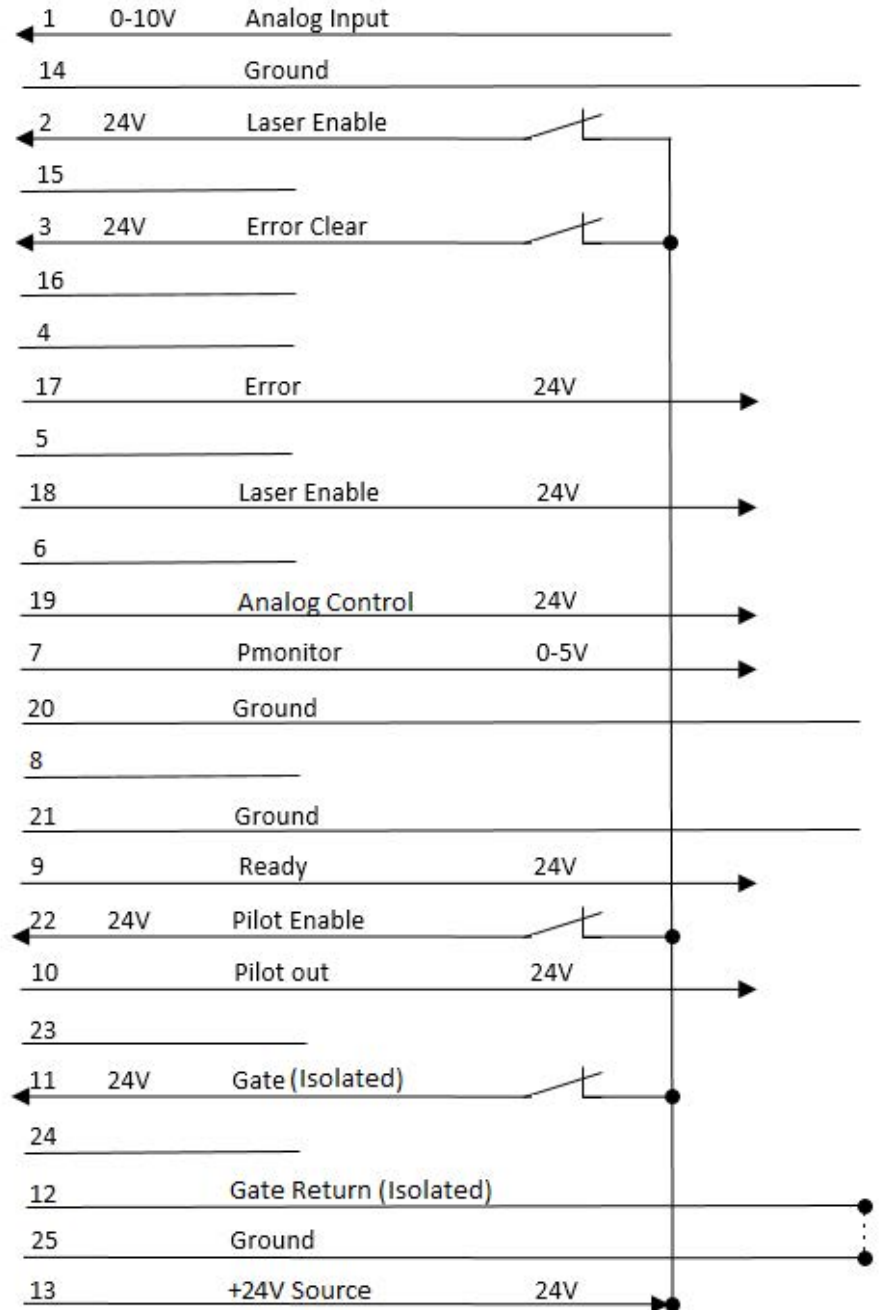 1 0-10V Analog Input
14 Ground
2 24V Laser Enable
15
3 24V Error Clear
16
4
17 Error 24V
5
18 Laser Enable 24V
6
19 Analog Control 24V
7 Pmonitor 0-5V
20 Ground
8
21 Ground
9 Ready 24V
22 24V Pilot Enable
10 Pilot out 24V
23
11 24V Gate (Isolated)
24
12 Gate Return (Isolated)
25 Ground
13 +24V Source 24V